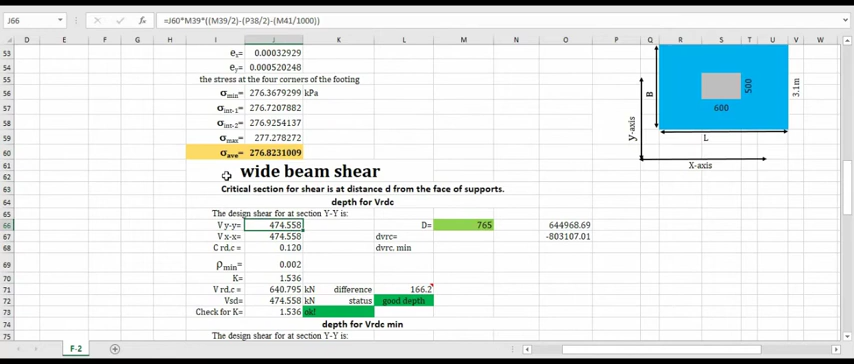 J66
=J60*M39*((M39/2)-(P38/2)-(M41/1000))
D E F G H I J K L M N O P Q R S T U V W
53 ex= 0.00032929
54 ey= 0.000520248
55 the stress at the four corners of the footing
56 σmin= 276.3679299 kPa
57 σint-1= 276.7207882
58 σint-2= 276.9254137
59 σmax= 277.278272
60 σave= 276.8231009
B
500
600
3.1m
L
y-axis
X-axis
61
62 wide beam shear
63 Critical section for shear is at distance d from the face of supports.
64 depth for Vrdc
65 The design shear for at section Y-Y is:
66 V y-y= 474.558 D= 765 644968.69
67 V x-x= 474.558 dvrc= -803107.01
68 C rd.c = 0.120 dvrc. min
69 ρmin= 0.002
70 K= 1.536
71 V rd.c = 640.795 kN difference 166.2
72 Vsd= 474.558 kN status good depth
73 Check for K= 1.536 ok!
74 depth for Vrdc min
75 The design shear for at section Y-Y is:
F-2